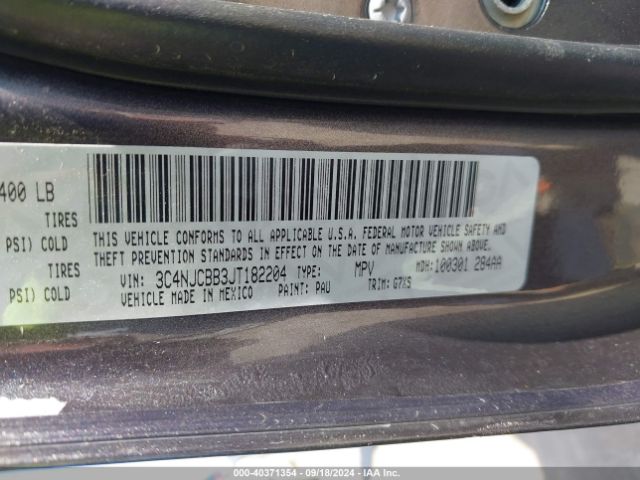 400 LB
TIRES
PSI) COLD
TIRES
PSI) COLD
THIS VEHICLE CONFORMS TO ALL APPLICABLE U.S.A. FEDERAL MOTOR VEHICLE SAFETY AND
THEFT PREVENTION STANDARDS IN EFFECT ON THE DATE OF MANUFACTURE SHOWN ABOVE.
VIN: 3C4NJCBB3JT182204 TYPE: MPV MDH: 100301 284AA
VEHICLE MADE IN MEXICO PAINT: PAU TRIM: G7X5
000-40371354 | 09/18/2024 | IAA Inc.